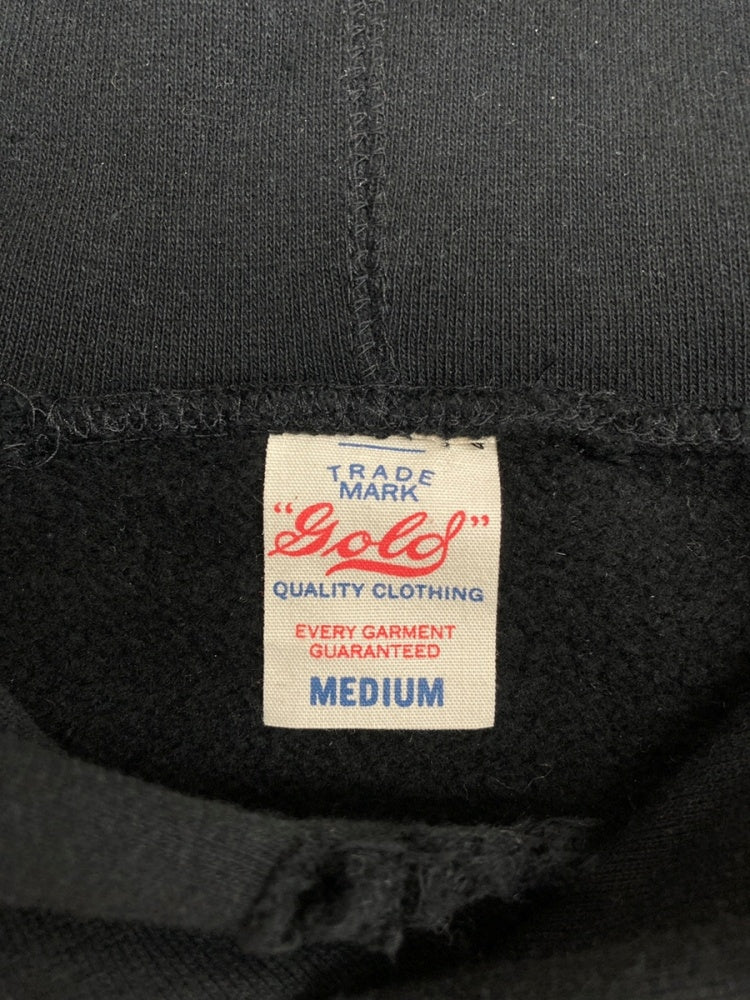 TRADE
MARK
"Gold"
QUALITY CLOTHING
EVERY GARMENT
GUARANTEED
MEDIUM